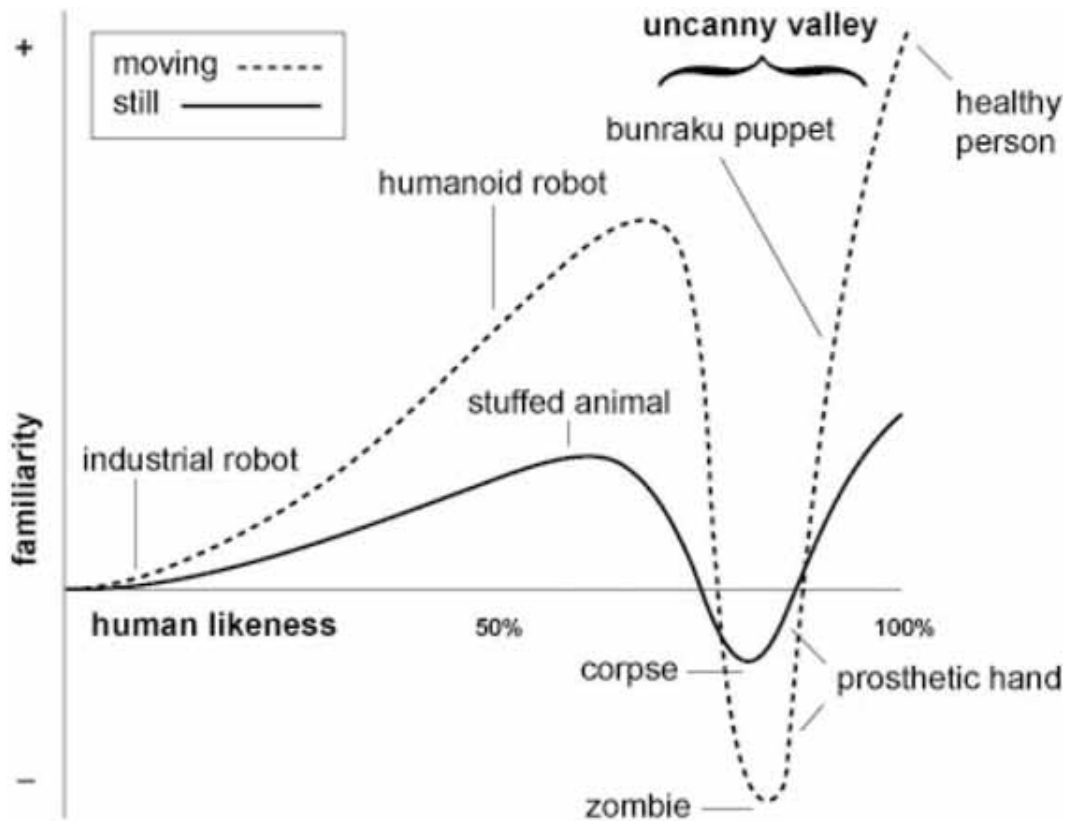 +
uncanny valley
moving
still
healthy
person
bunraku puppet
humanoid robot
stuffed animal
industrial robot
familiarity
human likeness
50%
100%
corpse
prosthetic hand
−
zombie